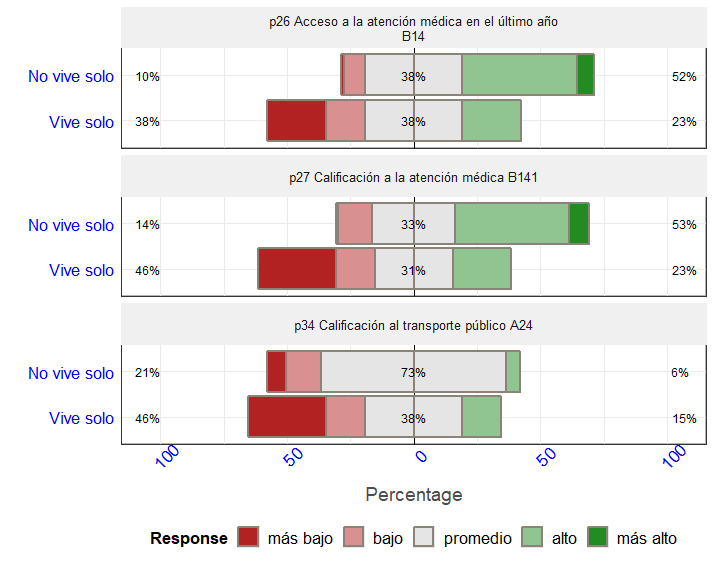 p26 Acceso a la atención médica en el último año
B14
No vive solo 10% 38% 52%
Vive solo 38% 38% 23%
p27 Calificación a la atención médica B141
No vive solo 14% 33% 53%
Vive solo 46% 31% 23%
p34 Calificación al transporte público A24
No vive solo 21% 73% 6%
Vive solo 46% 38% 15%
100 50 0 50 100
Percentage
Response más bajo bajo promedio alto más alto